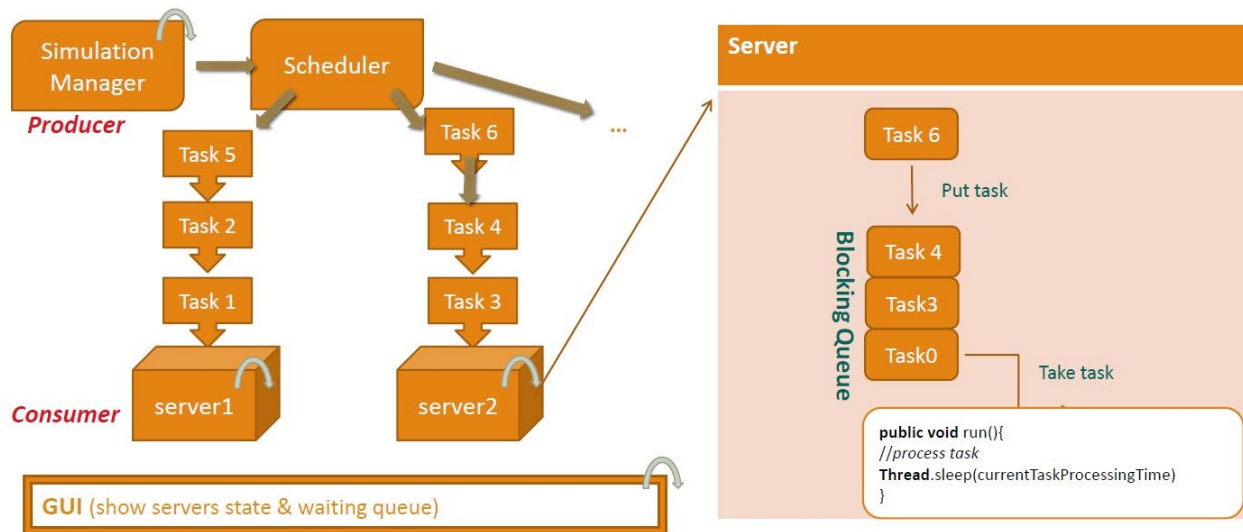 Simulation
Manager
Scheduler
Producer
Task 5
Task 2
Task 1
server1
Task 6
Task 4
Task 3
server2
...
Consumer
GUI (show servers state & waiting queue)
Server
Task 6
Put task
Blocking Queue
Task 4
Task3
Task0
Take task
public void run(){
//process task
Thread.sleep(currentTaskProcessingTime)
}